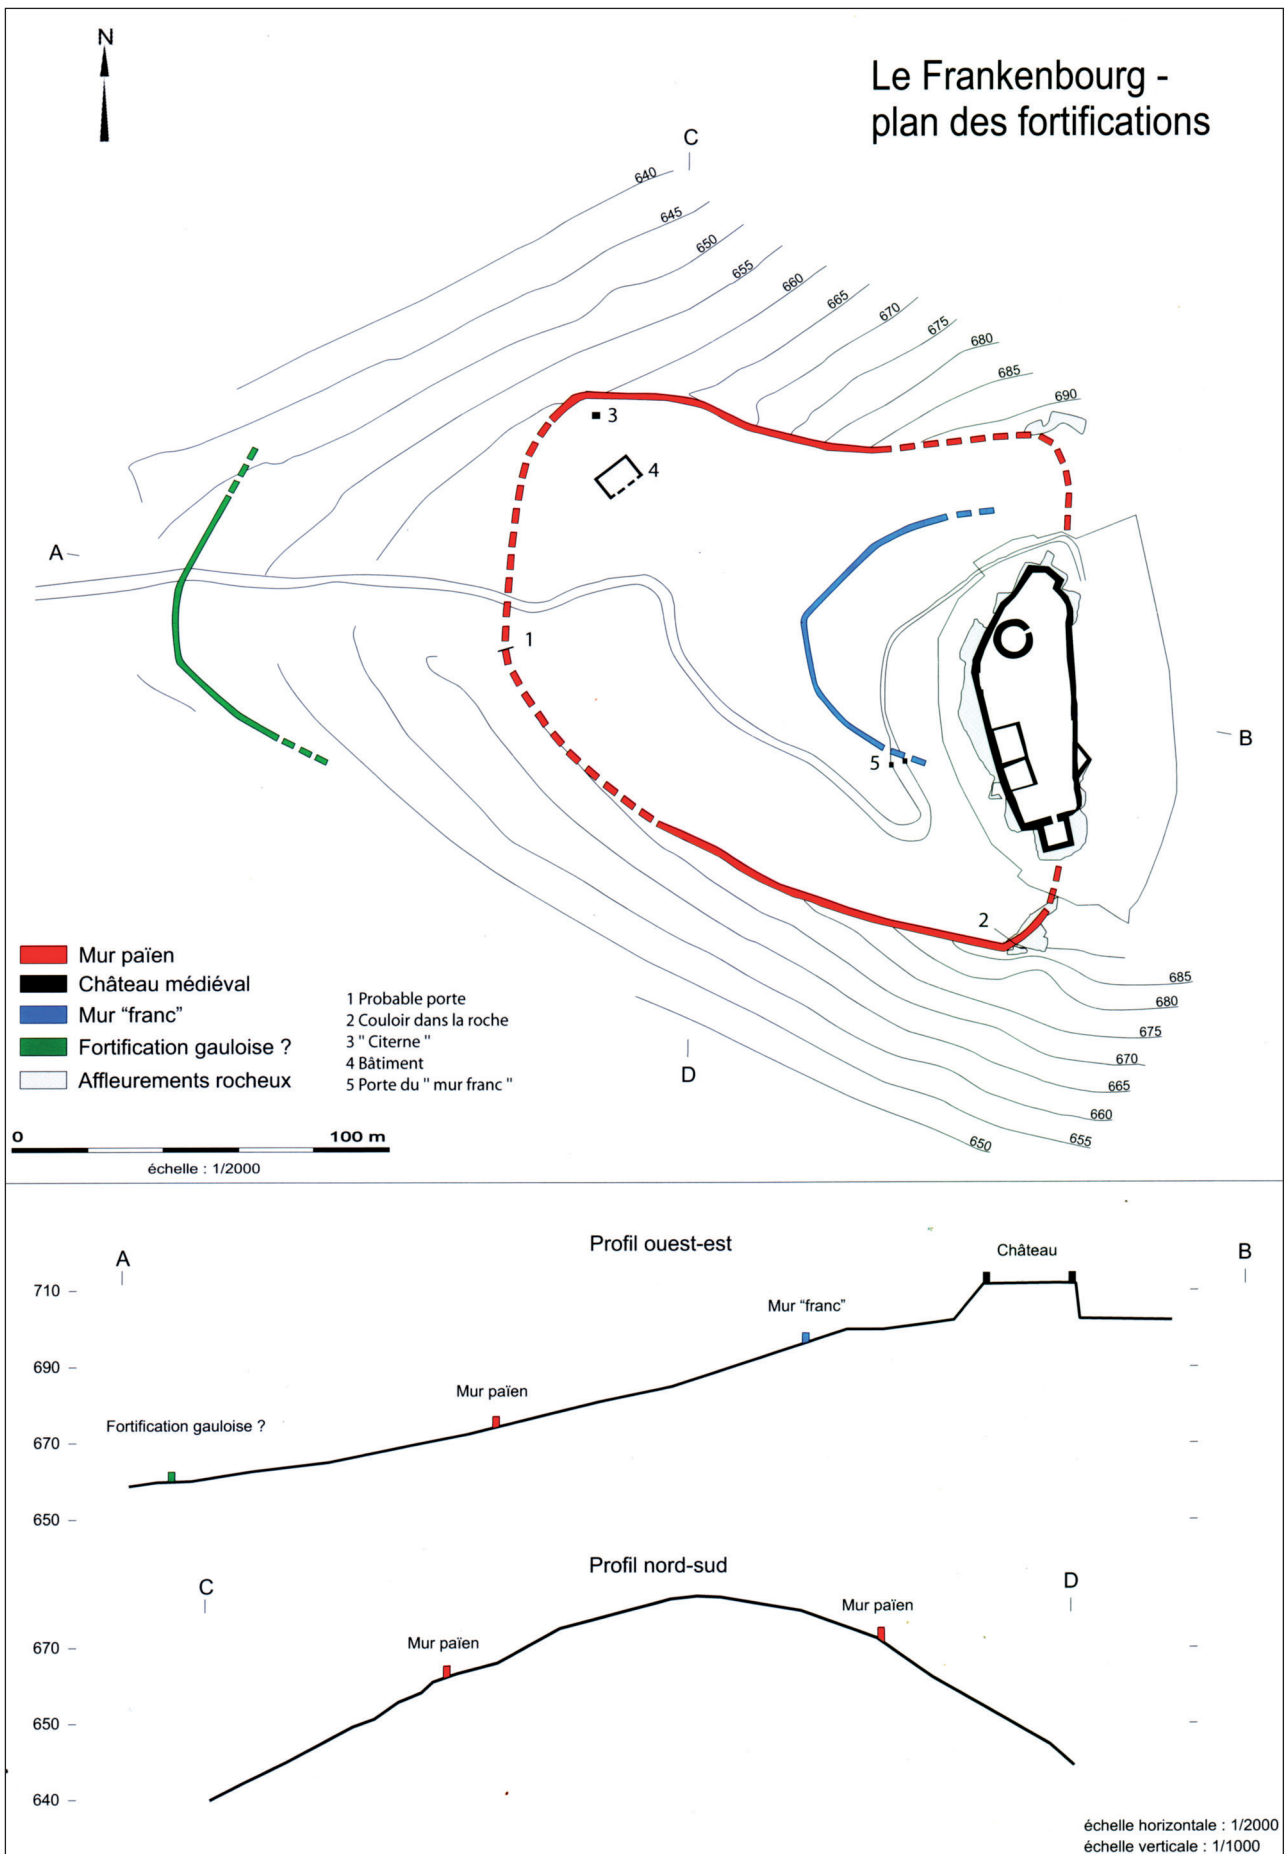 N
Le Frankenbourg -
plan des fortifications
C
640
645
650
655
660
665
670
675
680
685
690
3
4
A
1
B
5
2
Mur païen
Château médiéval
Mur “franc”
Fortification gauloise ?
Affleurements rocheux
1 Probable porte
2 Couloir dans la roche
3 " Citerne "
4 Bâtiment
5 Porte du " mur franc "
685
680
675
670
665
660
655
650
D
0 100 m
échelle : 1/2000
Profil ouest-est
A
B
Château
710
Mur “franc”
690
Mur païen
Fortification gauloise ?
670
650
Profil nord-sud
C
D
Mur païen
Mur païen
670
650
640
échelle horizontale : 1/2000
échelle verticale : 1/1000